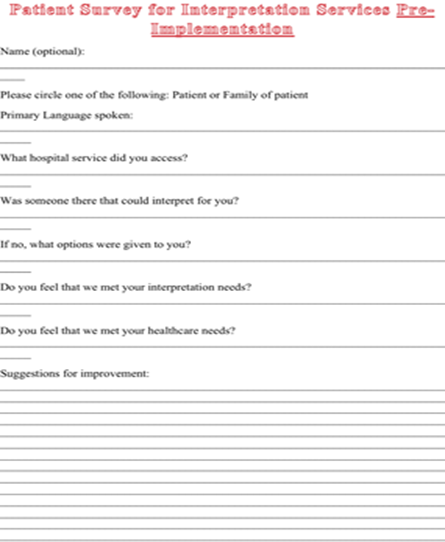 Patient Survey for Interpretation Services Pre-
Implementation
Name (optional):
Please circle one of the following: Patient or Family of patient
Primary Language spoken:
What hospital service did you access?
Was someone there that could interpret for you?
If no, what options were given to you?
Do you feel that we met your interpretation needs?
Do you feel that we met your healthcare needs?
Suggestions for improvement: